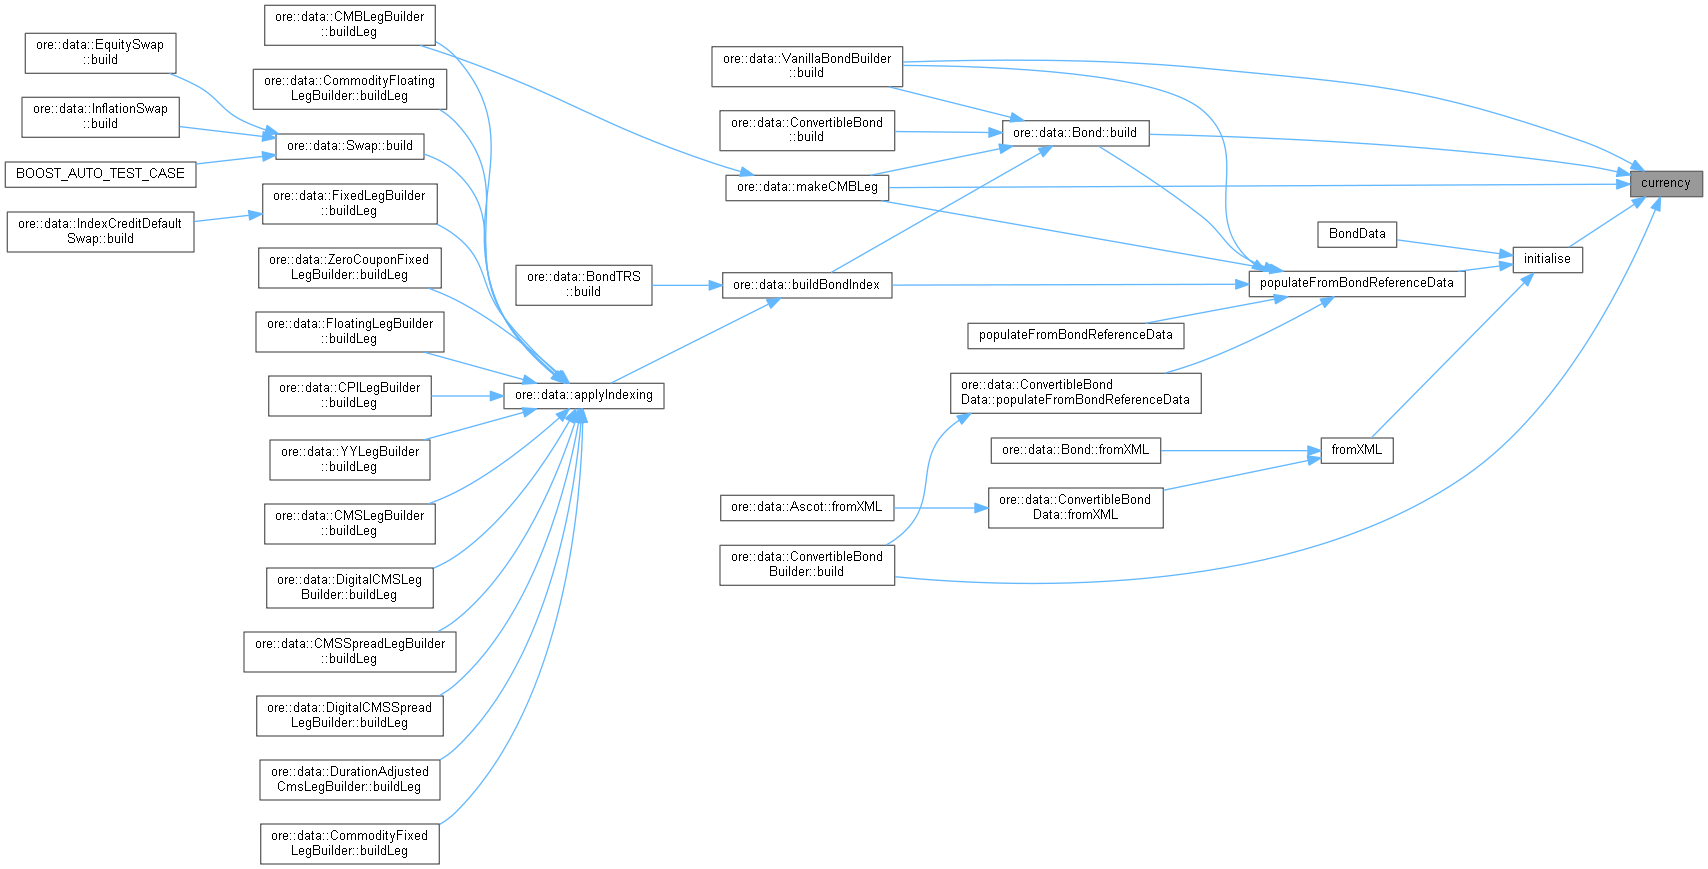 ore::data::EquitySwap
::build
ore::data::InflationSwap
::build
BOOST_AUTO_TEST_CASE
ore::data::IndexCreditDefault
Swap::build
ore::data::CMBLegBuilder
::buildLeg
ore::data::CommodityFloating
LegBuilder::buildLeg
ore::data::Swap::build
ore::data::FixedLegBuilder
::buildLeg
ore::data::ZeroCouponFixed
LegBuilder::buildLeg
ore::data::FloatingLegBuilder
::buildLeg
ore::data::CPILegBuilder
::buildLeg
ore::data::YYLegBuilder
::buildLeg
ore::data::CMSLegBuilder
::buildLeg
ore::data::DigitalCMSLeg
Builder::buildLeg
ore::data::CMSSpreadLegBuilder
::buildLeg
ore::data::DigitalCMSSpread
LegBuilder::buildLeg
ore::data::DurationAdjusted
CmsLegBuilder::buildLeg
ore::data::CommodityFixed
LegBuilder::buildLeg
ore::data::BondTRS
::build
ore::data::applyIndexing
ore::data::VanillaBondBuilder
::build
ore::data::ConvertibleBond
::build
ore::data::makeCMBLeg
ore::data::buildBondIndex
ore::data::Ascot::fromXML
ore::data::ConvertibleBond
Builder::build
ore::data::Bond::build
populateFromBondReferenceData
ore::data::ConvertibleBond
Data::populateFromBondReferenceData
ore::data::Bond::fromXML
ore::data::ConvertibleBond
Data::fromXML
BondData
populateFromBondReferenceData
fromXML
initialise
currency